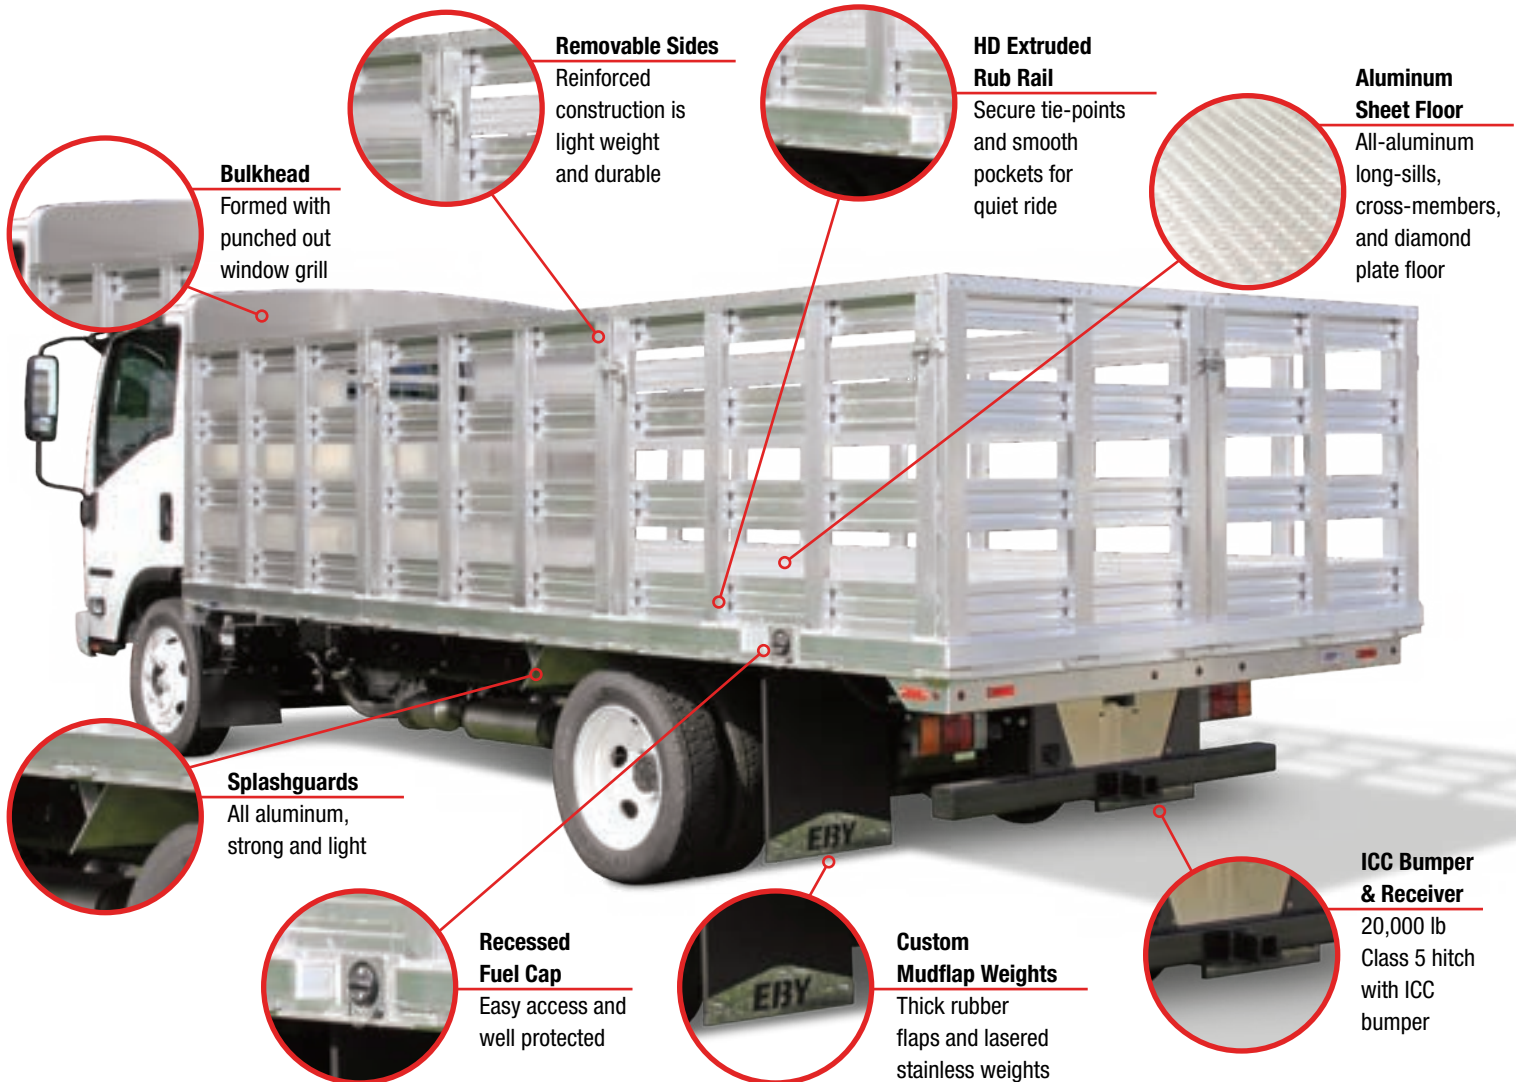 Removable Sides
Reinforced
construction is
light weight
and durable
HD Extruded
Rub Rail
Secure tie-points
and smooth
pockets for
quiet ride
Aluminum
Sheet Floor
All-aluminum
long-sills,
cross-members,
and diamond
plate floor
Bulkhead
Formed with
punched out
window grill
Splashguards
All aluminum,
strong and light
EBY
Recessed
Fuel Cap
Easy access and
well protected
EBY
Custom
Mudflap Weights
Thick rubber
flaps and lasered
stainless weights
ICC Bumper
& Receiver
20,000 lb
Class 5 hitch
with ICC
bumper